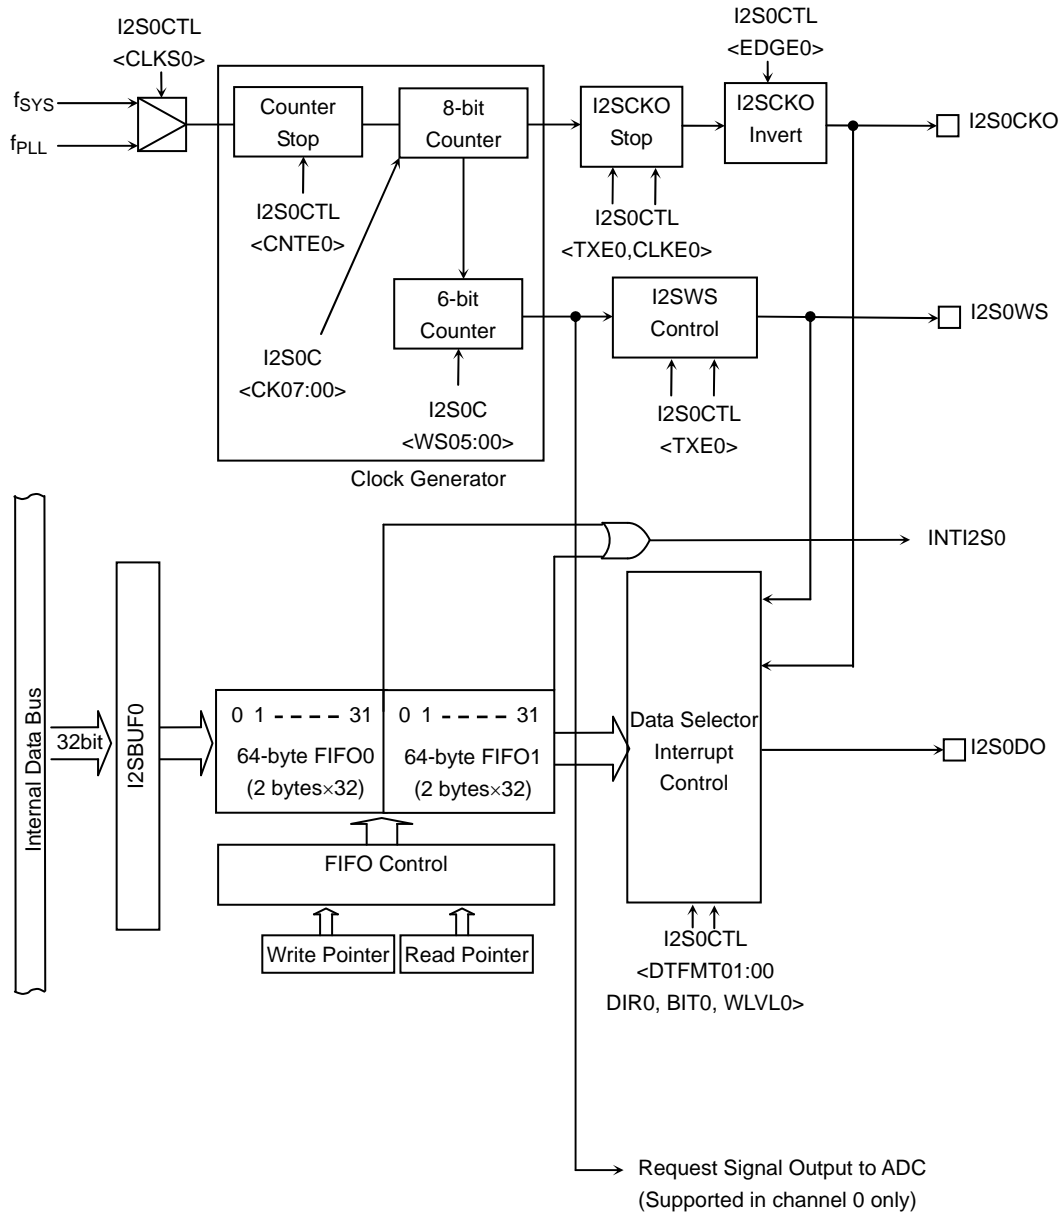 I2S0CTL
<CLKS0>
fSYS
fPLL
Counter
Stop
I2S0CTL
<CNTE0>
8-bit
Counter
I2S0C
<CK07:00>
6-bit
Counter
I2S0C
<WS05:00>
Clock Generator
I2SCKO
Stop
I2S0CTL
<TXE0,CLKE0>
I2S0CTL
<EDGE0>
I2SCKO
Invert
I2S0CKO
I2SWS
Control
I2S0CTL
<TXE0>
I2S0WS
INTI2S0
Internal Data Bus
32bit
I2SBUF0
0 1 ----- 31
64-byte FIFO0
(2 bytes×32)
0 1 ----- 31
64-byte FIFO1
(2 bytes×32)
FIFO Control
Write Pointer
Read Pointer
Data Selector
Interrupt
Control
I2S0DO
I2S0CTL
<DTFMT01:00
DIR0, BIT0, WLVL0>
Request Signal Output to ADC
(Supported in channel 0 only)